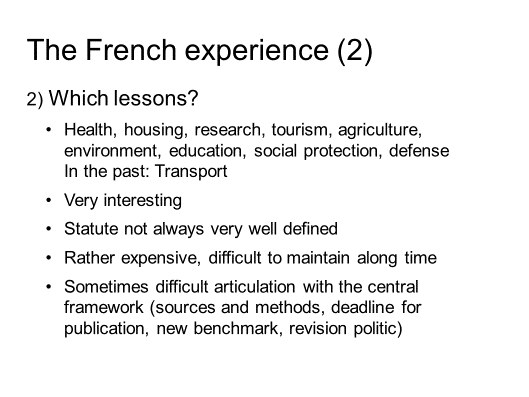 The French experience (2)
2) Which lessons?
• Health, housing, research, tourism, agriculture,
environment, education, social protection, defense
In the past: Transport
• Very interesting
• Statute not always very well defined
• Rather expensive, difficult to maintain along time
• Sometimes difficult articulation with the central
framework (sources and methods, deadline for
publication, new benchmark, revision politic)